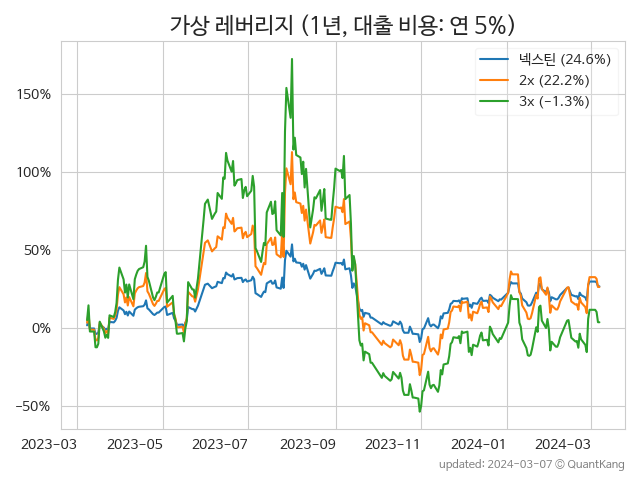 가상 레버리지 (1년, 대출 비용: 연 5%)
넥스틴 (24.6%)
2x (22.2%)
3x (−1.3%)
150%
100%
50%
0%
−50%
2023−03 2023−05 2023−07 2023−09 2023−11 2024−01 2024−03
updated: 2024−03−07 © QuantKang